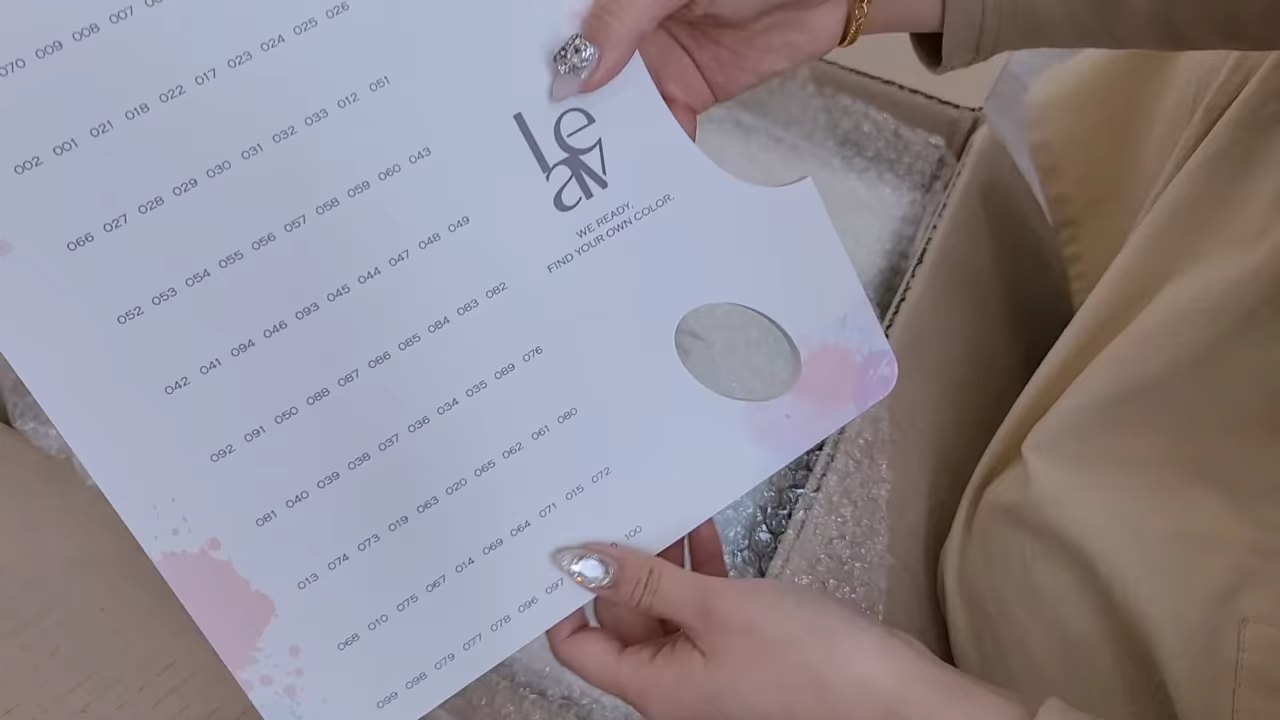 070 009 008 007
002 001 021 018 022 017 023 024 025 026
066 027 028 029 030 031 032 033 012 051
052 053 054 055 056 057 058 059 060 043
042 041 094 046 093 045 044 047 048 049
092 091 050 088 087 086 085 084 083 082
081 040 039 038 037 036 034 035 089 076
013 074 073 019 063 020 065 062 061 080
068 010 075 067 014 069 064 071 015 072
099 098 079 077 078 096 097 100
Le
av
WE READY,
FIND YOUR OWN COLOR.